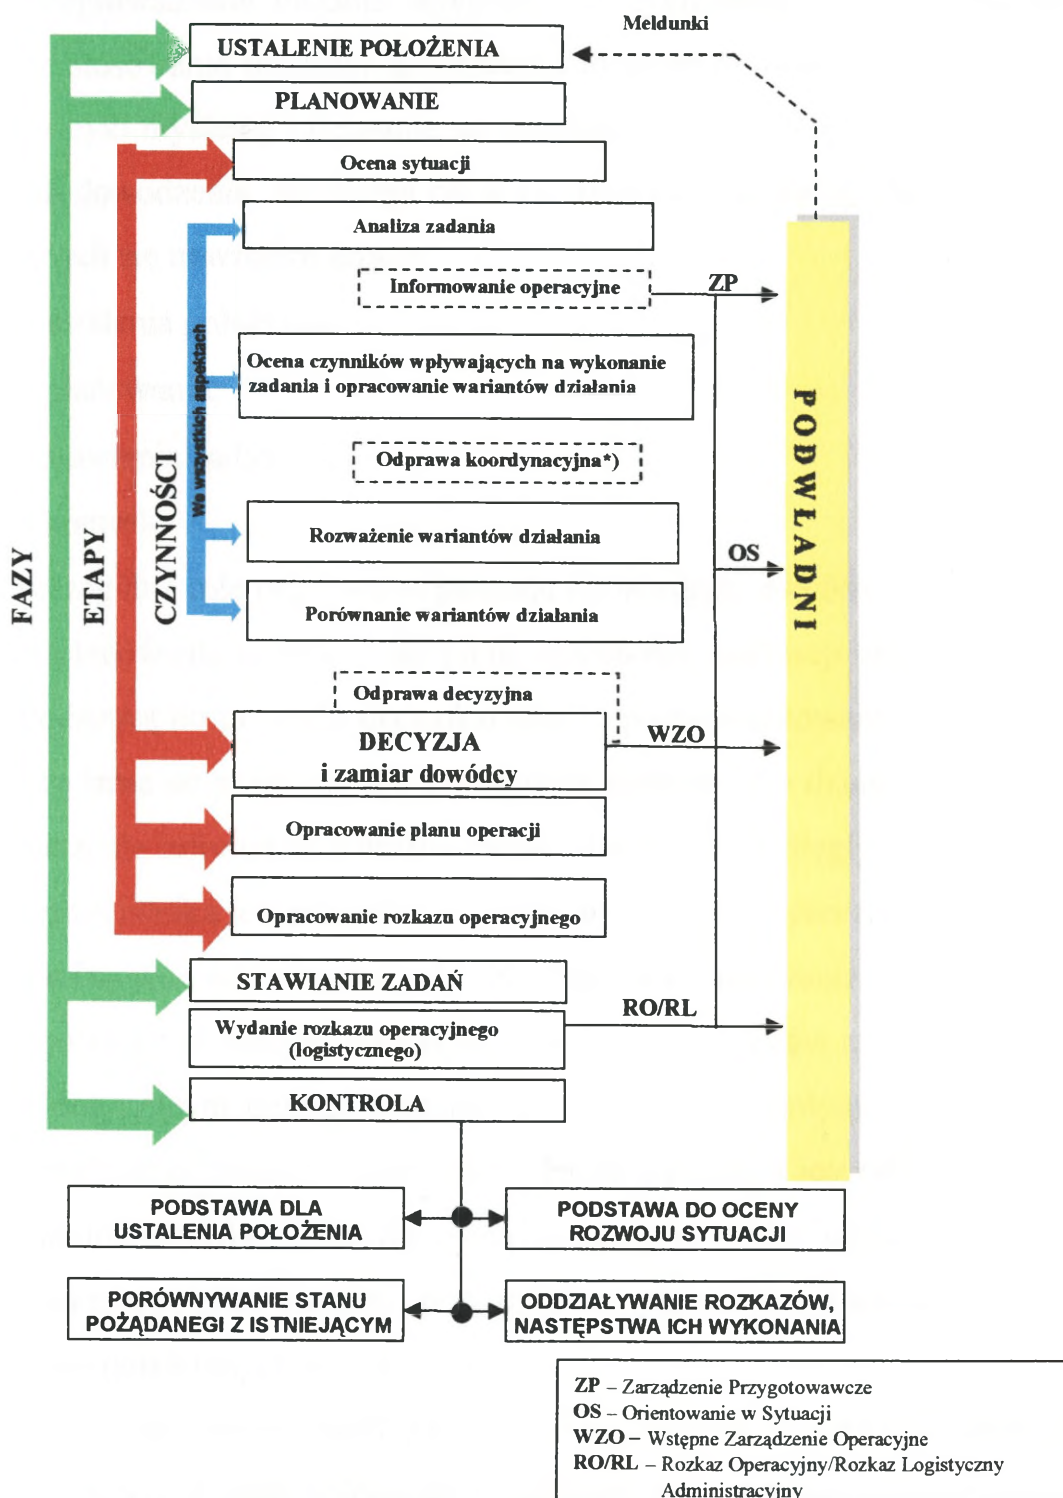 Meldunki
USTALENIE POŁOŻENIA
PLANOWANIE
Ocena sytuacji
Analiza zadania
Informowanie operacyjne
ZP
Ocena czynników wpływających na wykonanie
zadania i opracowanie wariantów działania
Odprawa koordynacyjna*)
Rozważenie wariantów działania
OS
Porównanie wariantów działania
Odprawa decyzyjna
DECYZJA
i zamiar dowódcy
WZO
Opracowanie planu operacji
Opracowanie rozkazu operacyjnego
STAWIANIE ZADAŃ
Wydanie rozkazu operacyjnego
(logistycznego)
RO/RL
KONTROLA
FAZY
ETAPY
CZYNNOŚCI
We wszystkich aspektach
PODWŁADNI
PODSTAWA DLA
USTALENIA POŁOŻENIA
PODSTAWA DO OCENY
ROZWOJU SYTUACJI
PORÓWNYWANIE STANU
POŻĄDANEGI Z ISTNIEJĄCYM
ODDZIAŁYWANIE ROZKAZÓW,
NASTĘPSTWA ICH WYKONANIA
ZP – Zarządzenie Przygotowawcze
OS – Orientowanie w Sytuacji
WZO – Wstępne Zarządzenie Operacyjne
RO/RL – Rozkaz Operacyjny/Rozkaz Logistyczny
Administracyjny